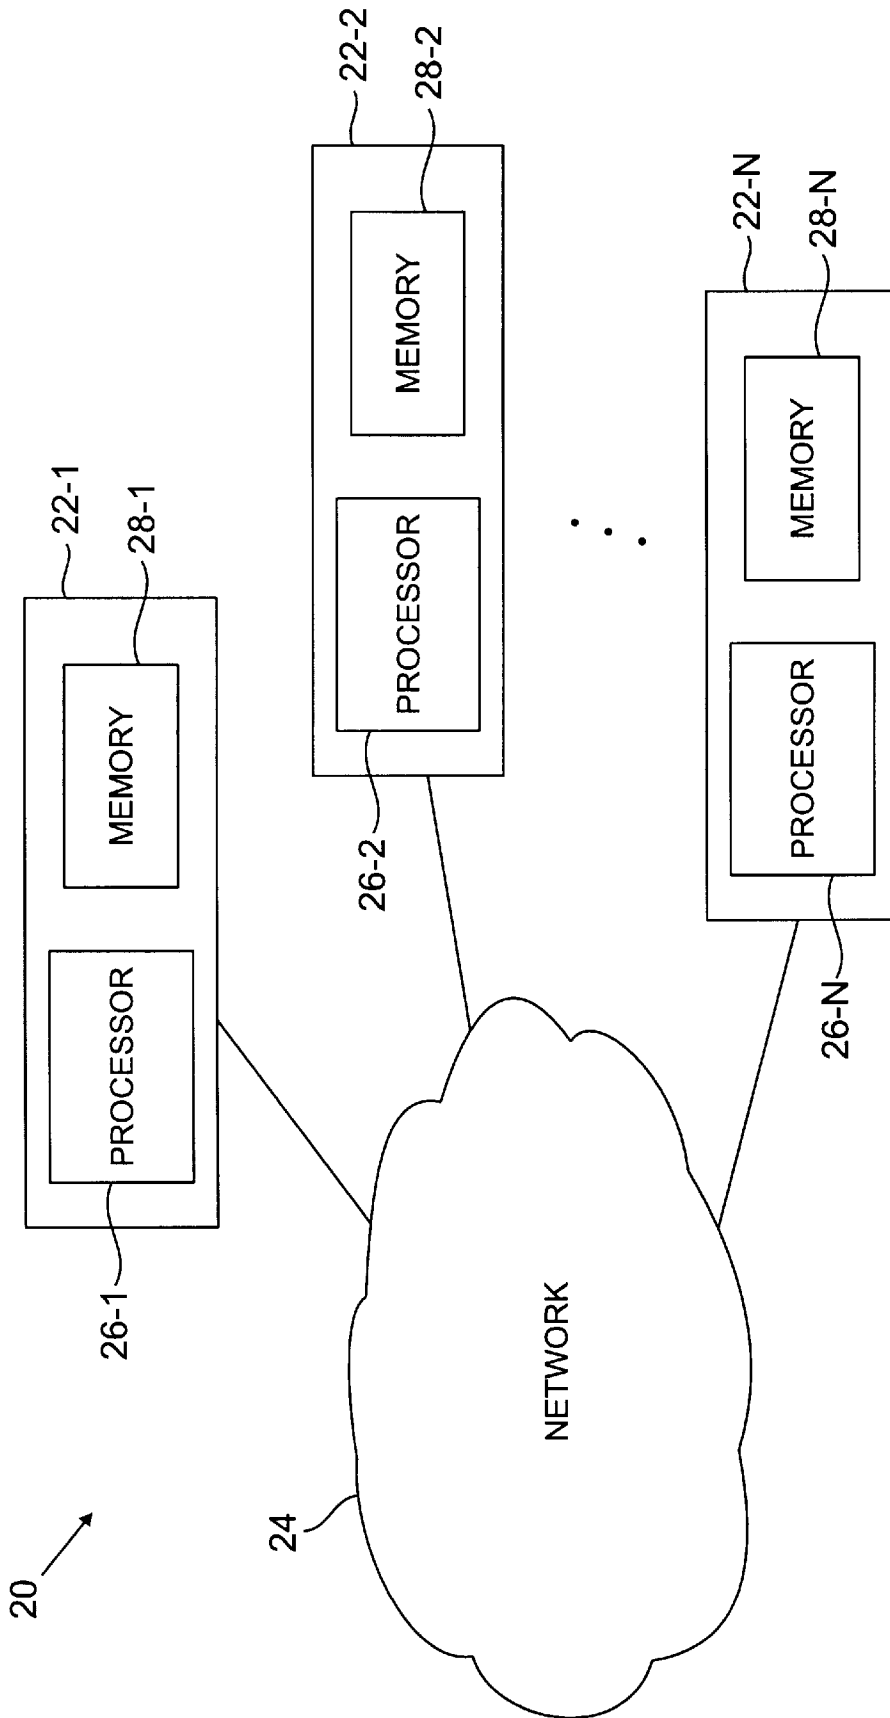 20
24
NETWORK
26-1
PROCESSOR
MEMORY
22-1
28-1
26-2
PROCESSOR
MEMORY
22-2
28-2
26-N
PROCESSOR
MEMORY
22-N
28-N